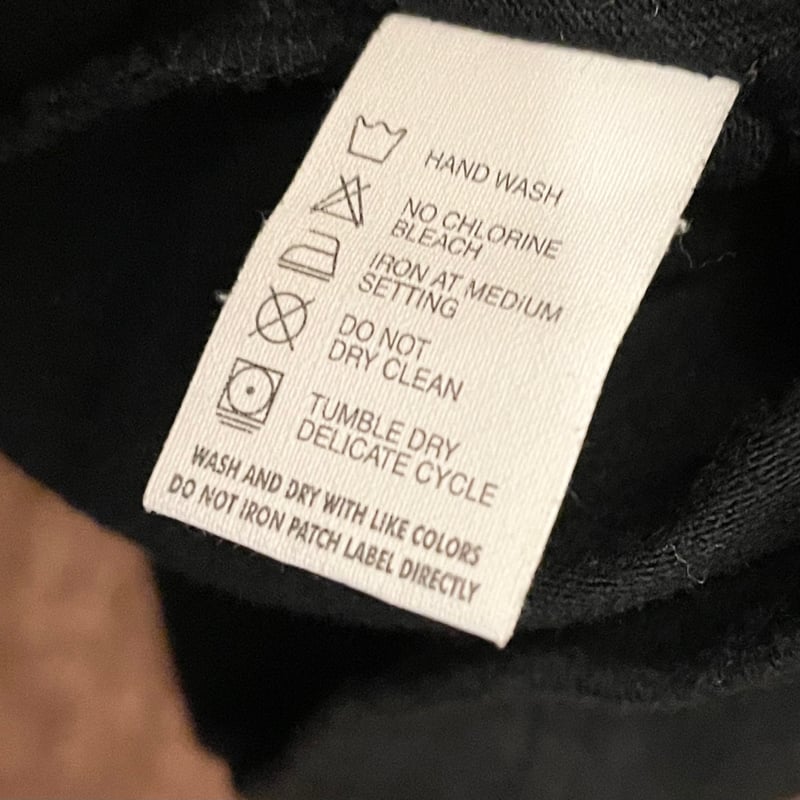 HAND WASH
NO CHLORINE
BLEACH
IRON AT MEDIUM
SETTING
DO NOT
DRY CLEAN
TUMBLE DRY
DELICATE CYCLE
WASH AND DRY WITH LIKE COLORS
DO NOT IRON PATCH LABEL DIRECTLY